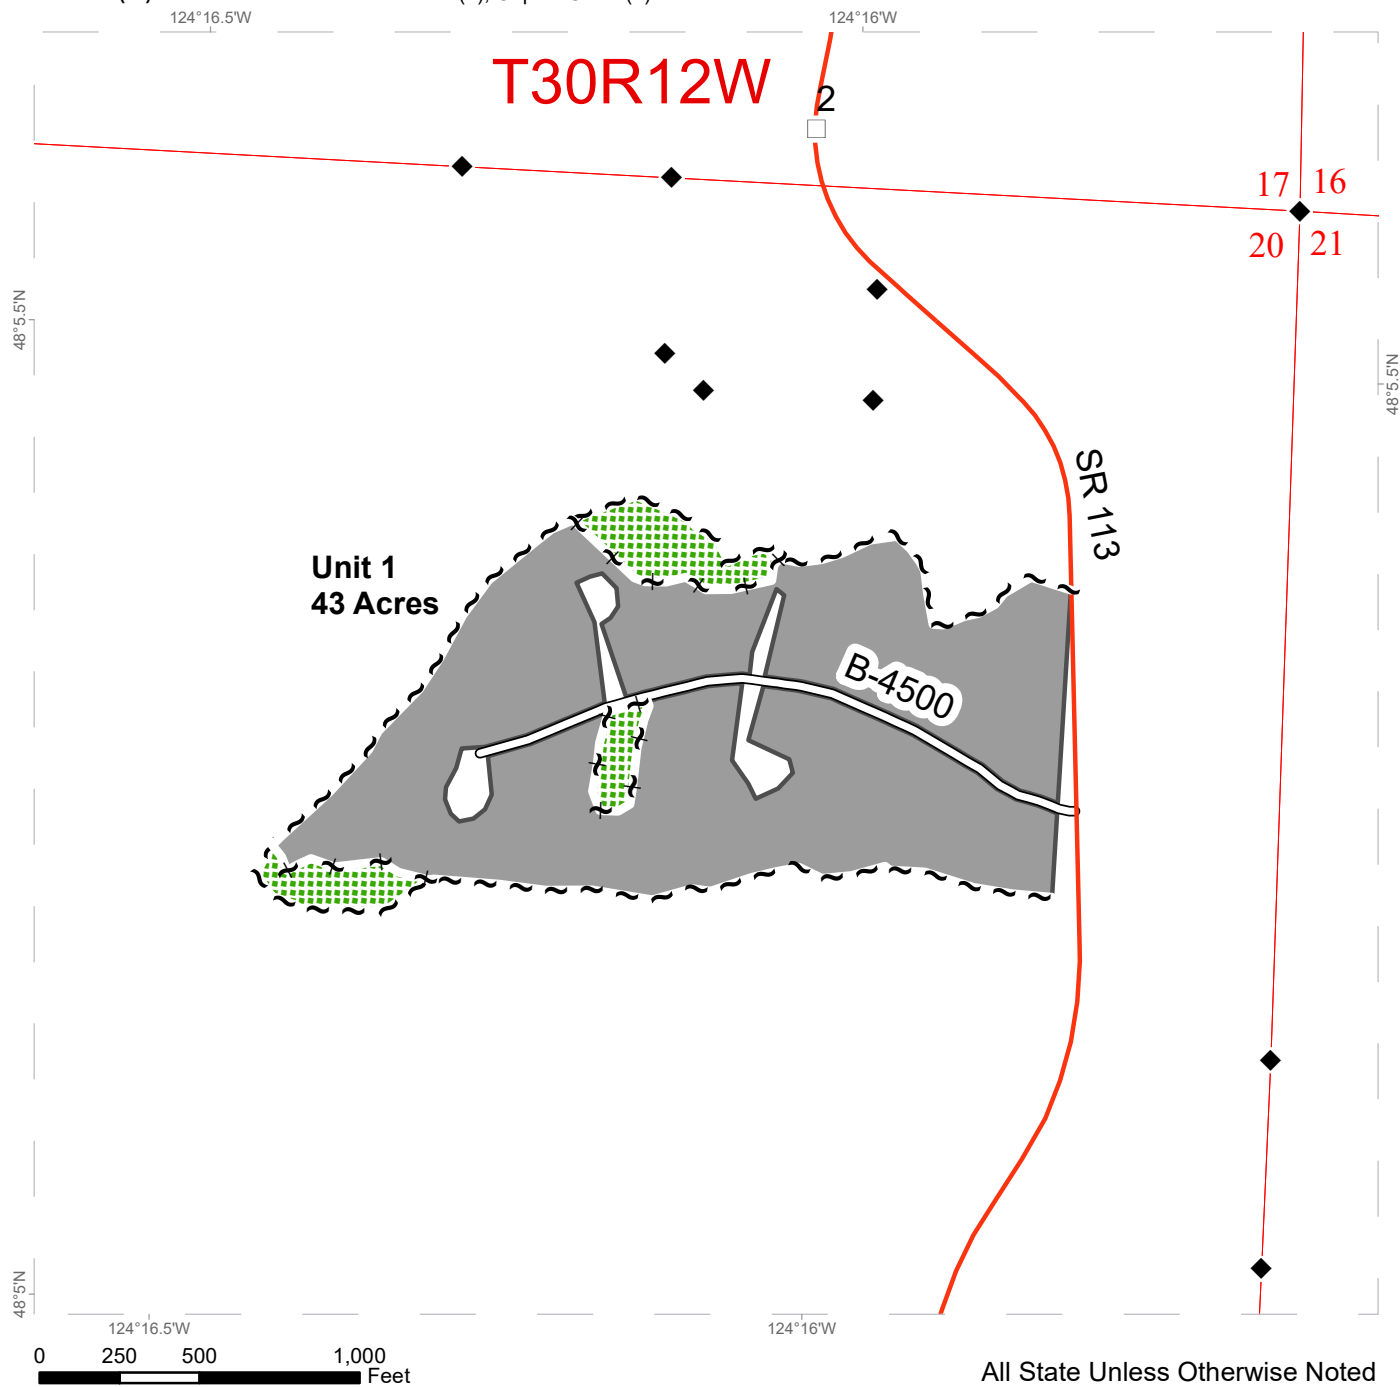 124°16.5'W
124°16'W
T30R12W
2
17 16
20 21
48°5.5'N
48°5.5'N
SR 113
Unit 1
43 Acres
B-4500
48°5'N
124°16.5'W
124°16'W
0 250 500 1,000
Feet
All State Unless Otherwise Noted